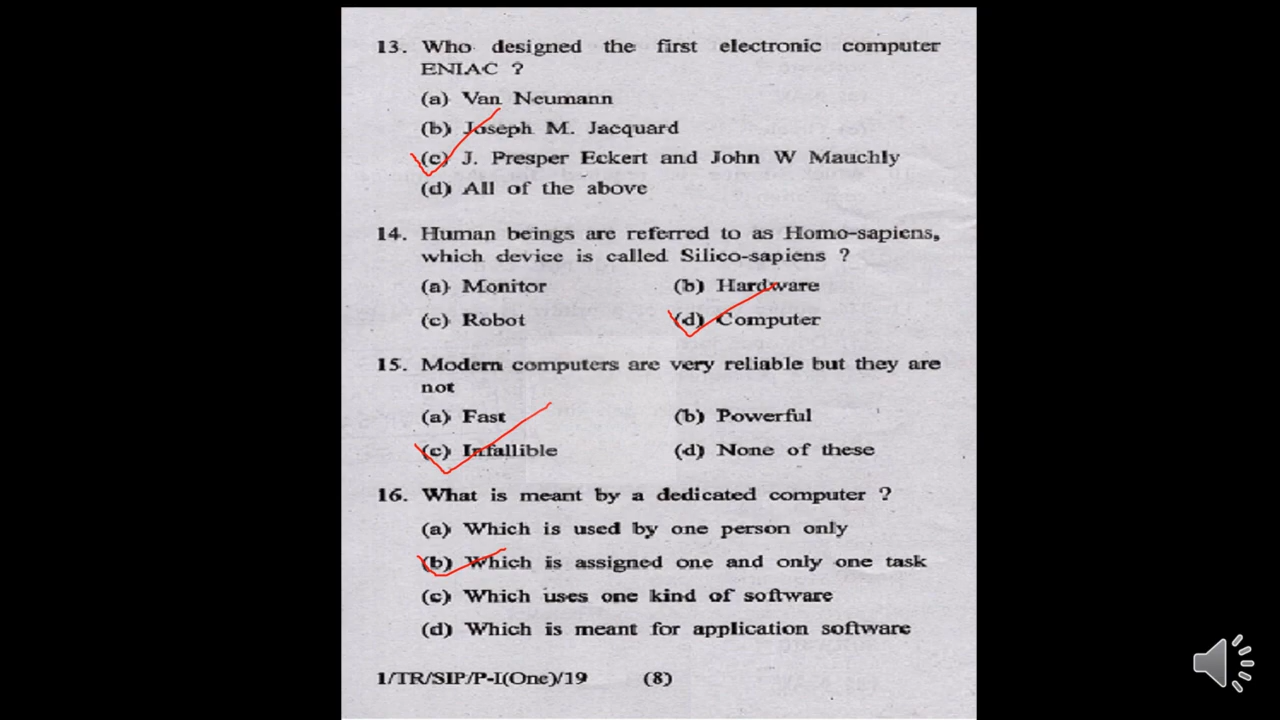 13. Who designed the first electronic computer
ENIAC ?
(a) Van Neumann
(b) Joseph M. Jacquard
(c) J. Presper Eckert and John W Mauchly
(d) All of the above
14. Human beings are referred to as Homo-sapiens,
which device is called Silico-sapiens ?
(a) Monitor (b) Hardware
(c) Robot (d) Computer
15. Modern computers are very reliable but they are
not
(a) Fast (b) Powerful
(c) Infallible (d) None of these
16. What is meant by a dedicated computer ?
(a) Which is used by one person only
(b) Which is assigned one and only one task
(c) Which uses one kind of software
(d) Which is meant for application software
1/TR/SIP/P-I(One)/19 (8)